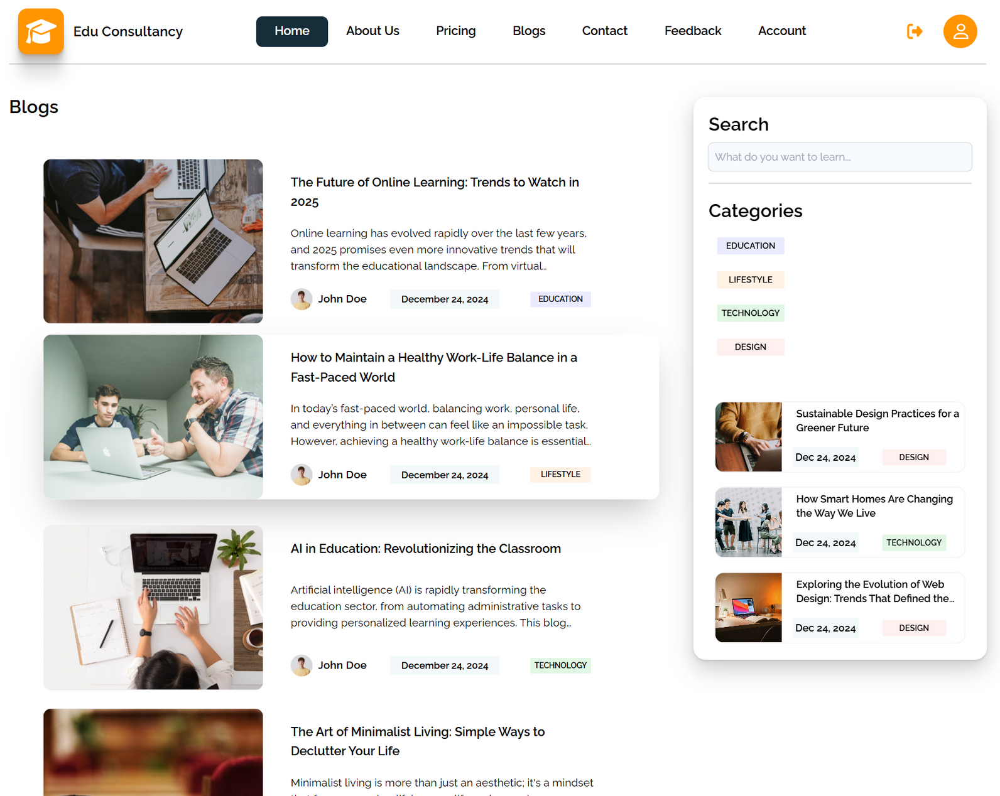 Edu Consultancy
Home
About Us
Pricing
Blogs
Contact
Feedback
Account
Blogs
The Future of Online Learning: Trends to Watch in
2025
Online learning has evolved rapidly over the last few years,
and 2025 promises even more innovative trends that will
transform the educational landscape. From virtual...
John Doe
December 24, 2024
EDUCATION
How to Maintain a Healthy Work-Life Balance in a
Fast-Paced World
In today's fast-paced world, balancing work, personal life,
and everything in between can feel like an impossible task.
However, achieving a healthy work-life balance is essential...
John Doe
December 24, 2024
LIFESTYLE
AI in Education: Revolutionizing the Classroom
Artificial intelligence (AI) is rapidly transforming the
education sector, from automating administrative tasks to
providing personalized learning experiences. This blog...
John Doe
December 24, 2024
TECHNOLOGY
The Art of Minimalist Living: Simple Ways to
Declutter Your Life
Minimalist living is more than just an aesthetic; it's a mindset
Search
What do you want to learn...
Categories
EDUCATION
LIFESTYLE
TECHNOLOGY
DESIGN
Sustainable Design Practices for a
Greener Future
Dec 24, 2024
DESIGN
How Smart Homes Are Changing
the Way We Live
Dec 24, 2024
TECHNOLOGY
Exploring the Evolution of Web
Design: Trends That Defined the...
Dec 24, 2024
DESIGN